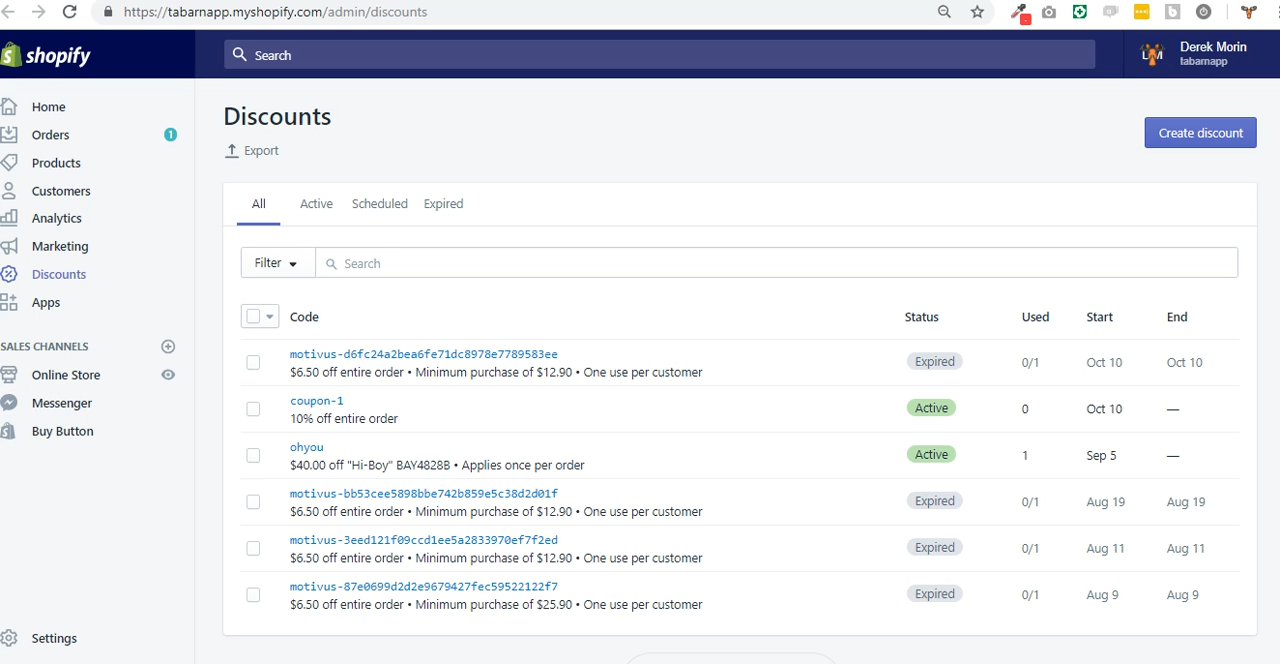 https://tabarnapp.myshopify.com/admin/discounts
shopify
Search
Derek Morin
tabarnapp
Home
Orders 1
Products
Customers
Analytics
Marketing
Discounts
Apps
SALES CHANNELS
Online Store
Messenger
Buy Button
Settings
Discounts
Export
Create discount
All Active Scheduled Expired
Filter Search
Code Status Used Start End
motivus-d6fc24a2bea6fe71dc8978e7789583ee
$6.50 off entire order • Minimum purchase of $12.90 • One use per customer
Expired 0/1 Oct 10 Oct 10
coupon-1
10% off entire order
Active 0 Oct 10 —
ohyou
$40.00 off "Hi-Boy" BAY4828B • Applies once per order
Active 1 Sep 5 —
motivus-bb53cee5898bbe742b859e5c38d2d01f
$6.50 off entire order • Minimum purchase of $12.90 • One use per customer
Expired 0/1 Aug 19 Aug 19
motivus-3eed121f09ccd1ee5a2833970ef7f2ed
$6.50 off entire order • Minimum purchase of $12.90 • One use per customer
Expired 0/1 Aug 11 Aug 11
motivus-87e0699d2d2e9679427fec59522122f7
$6.50 off entire order • Minimum purchase of $25.90 • One use per customer
Expired 0/1 Aug 9 Aug 9